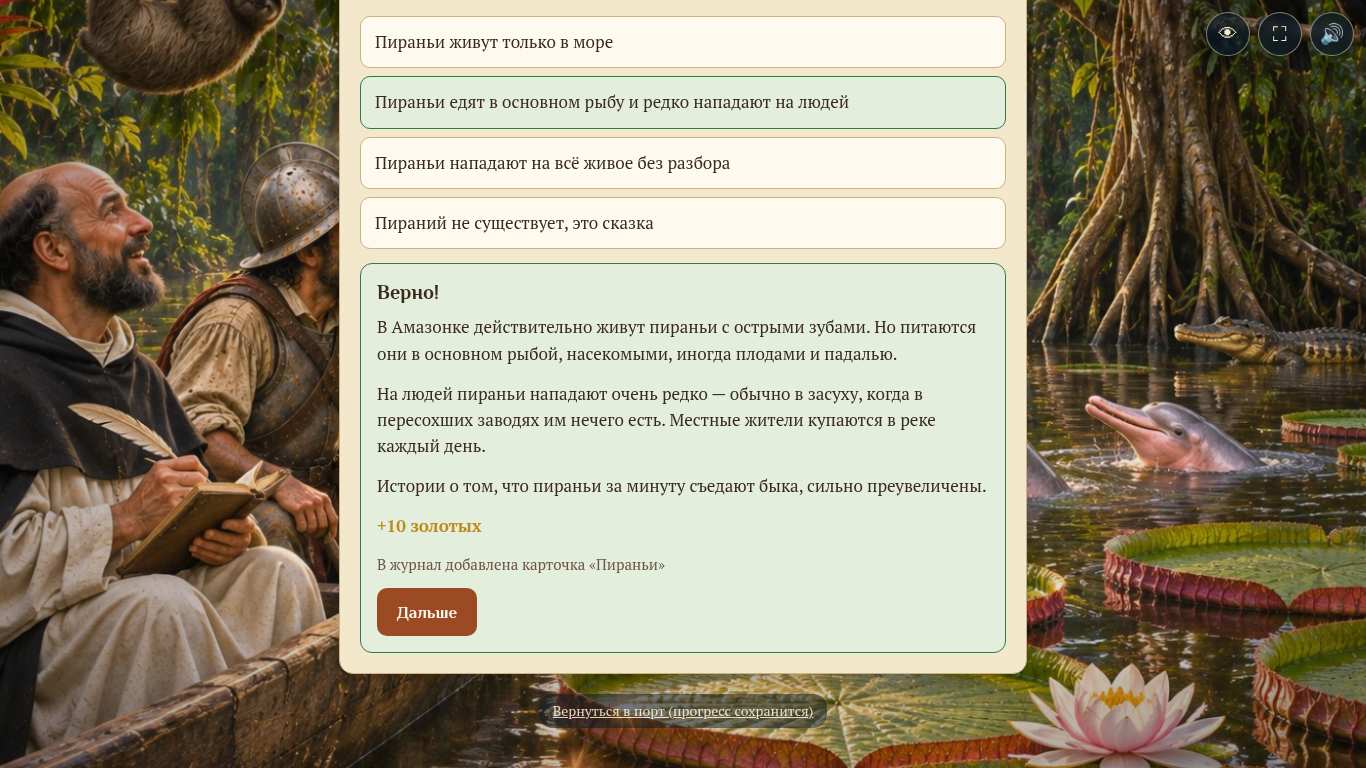 Пираньи живут только в море
Пираньи едят в основном рыбу и редко нападают на людей
Пираньи нападают на всё живое без разбора
Пираний не существует, это сказка
Верно!
В Амазонке действительно живут пираньи с острыми зубами. Но питаются
они в основном рыбой, насекомыми, иногда плодами и падалью.
На людей пираньи нападают очень редко — обычно в засуху, когда в
пересохших заводях им нечего есть. Местные жители купаются в реке
каждый день.
Истории о том, что пираньи за минуту съедают быка, сильно преувеличены.
+10 золотых
В журнал добавлена карточка «Пираньи»
Дальше
Вернуться в порт (прогресс сохранится)